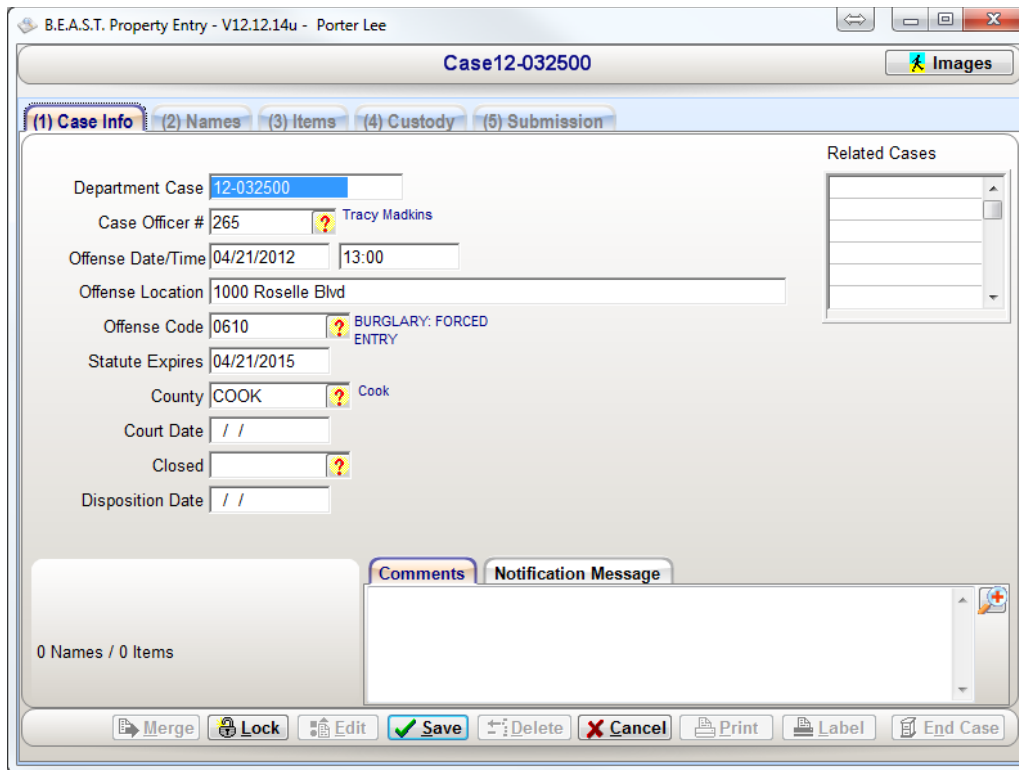 B.E.A.S.T. Property Entry - V12.12.14u - Porter Lee
Case12-032500
Images
(1) Case Info (2) Names (3) Items (4) Custody (5) Submission
Related Cases
Department Case 12-032500
Case Officer # 265 ? Tracy Madkins
Offense Date/Time 04/21/2012 13:00
Offense Location 1000 Roselle Blvd
Offense Code 0610 ? BURGLARY: FORCED
ENTRY
Statute Expires 04/21/2015
County COOK ? Cook
Court Date / /
Closed ?
Disposition Date / /
Comments Notification Message
0 Names / 0 Items
Merge Lock Edit Save Delete Cancel Print Label End Case